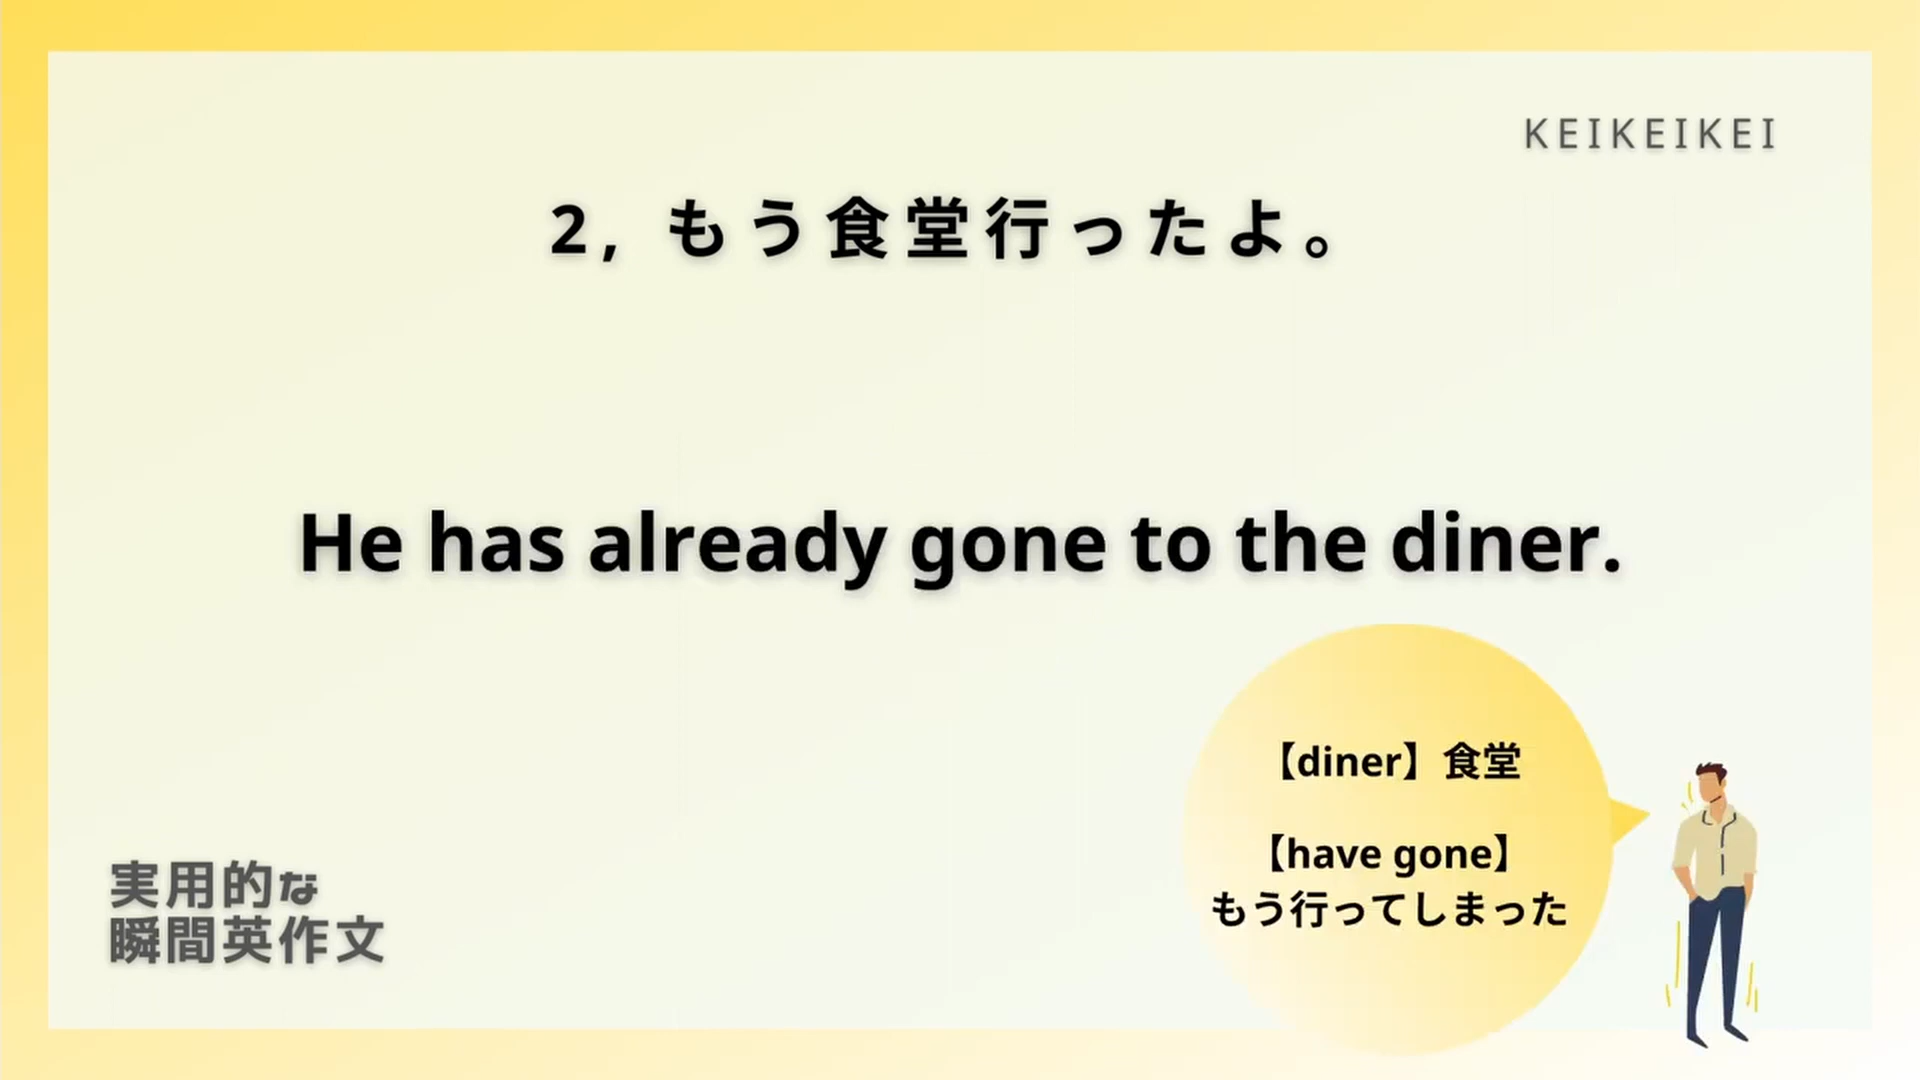 KEIKEIKEI
2, もう食堂行ったよ。
He has already gone to the diner.
【diner】食堂
【have gone】
もう行ってしまった
実用的な
瞬間英作文